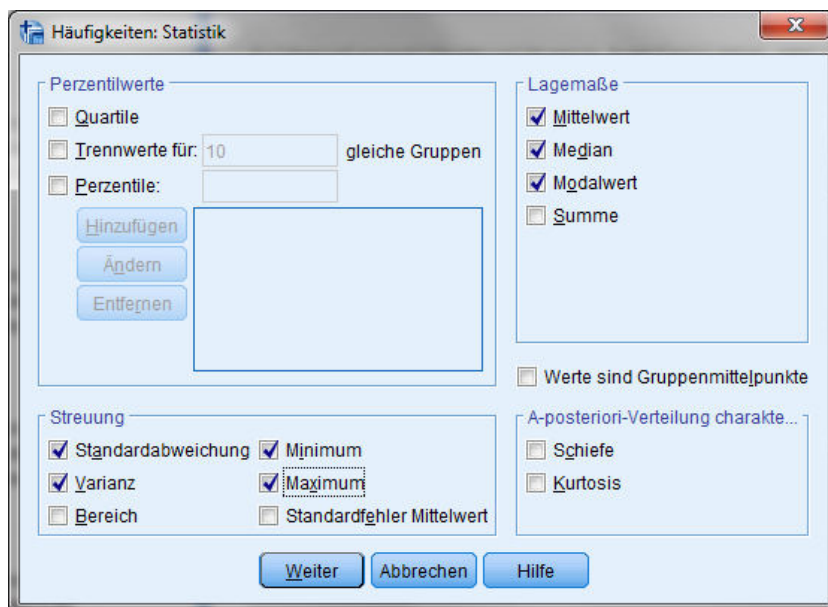 Häufigkeiten: Statistik
Perzentilwerte
Quartile
Trennwerte für: 10 gleiche Gruppen
Perzentile:
Hinzufügen
Ändern
Entfernen
Lagemaße
Mittelwert
Median
Modalwert
Summe
Werte sind Gruppenmittelpunkte
Streuung
Standardabweichung Minimum
Varianz Maximum
Bereich Standardfehler Mittelwert
A-posteriori-Verteilung charakte...
Schiefe
Kurtosis
Weiter Abbrechen Hilfe